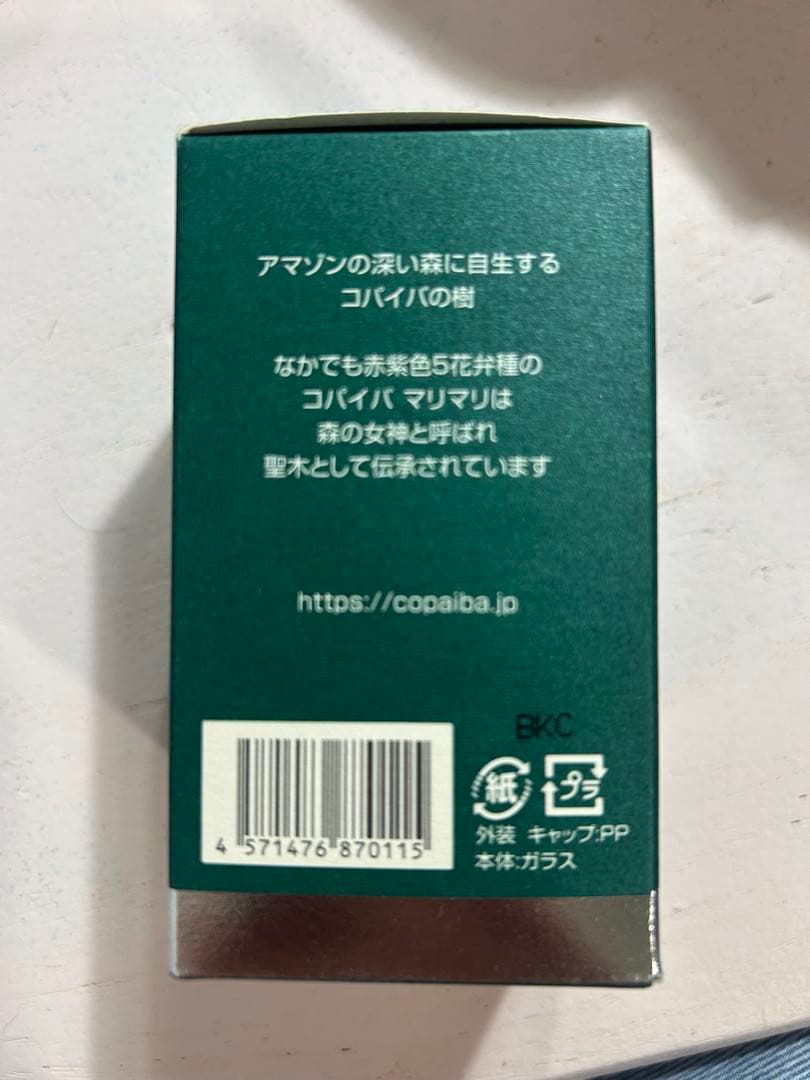 アマゾンの深い森に自生する
コパイバの樹
なかでも赤紫色5花弁種の
コパイバ マリマリは
森の女神と呼ばれ
聖木として伝承されています
https://copaiba.jp
BKC
紙 プラ
外装 キャップ:PP
本体:ガラス
4 571476 870115